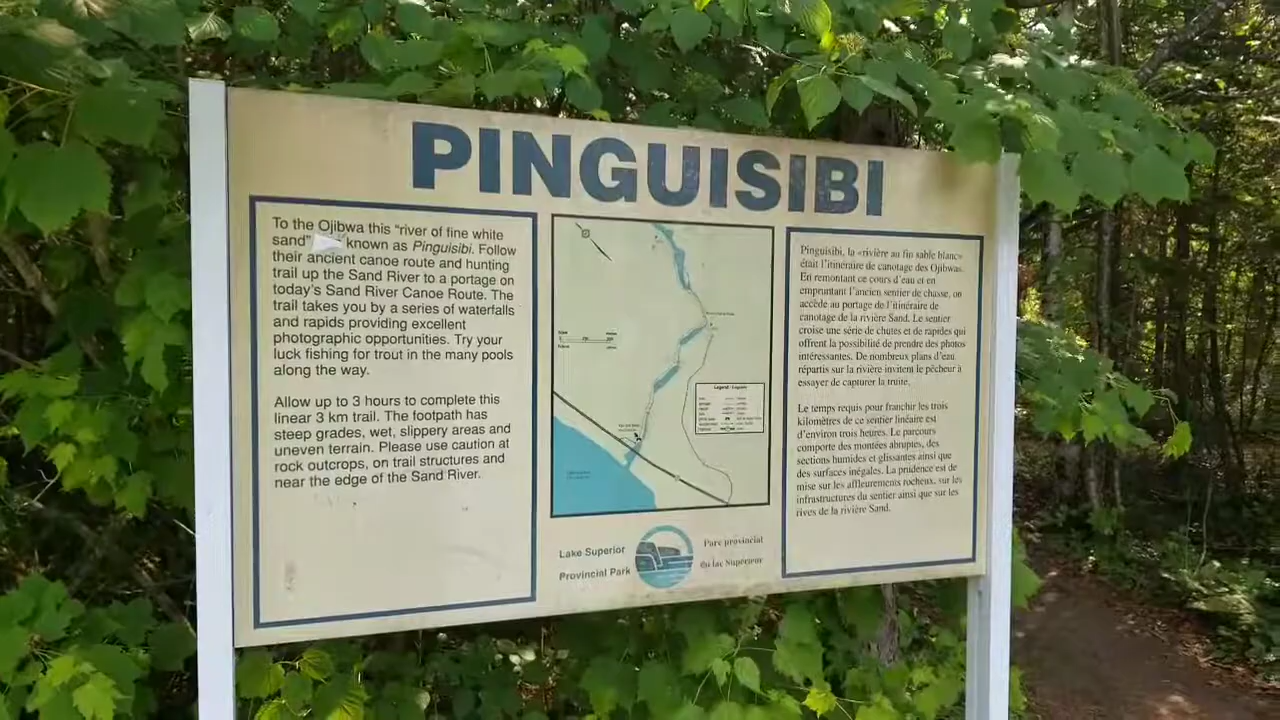 PINGUISIBI
To the Ojibwa this "river of fine white
sand" known as Pinguisibi. Follow
their ancient canoe route and hunting
trail up the Sand River to a portage on
today's Sand River Canoe Route. The
trail takes you by a series of waterfalls
and rapids providing excellent
photographic opportunities. Try your
luck fishing for trout in the many pools
along the way.
Allow up to 3 hours to complete this
linear 3 km trail. The footpath has
steep grades, wet, slippery areas and
uneven terrain. Please use caution at
rock outcrops, on trail structures and
near the edge of the Sand River.
Pinguisibi, la «rivière au fin sable blanc»
était l'itinéraire de canotage des Ojibwas.
En remontant ce cours d'eau et en
empruntant l'ancien sentier de chasse, on
accède au portage de l'itinéraire de
canotage de la rivière Sand. Le sentier
croise une série de chutes et de rapides qui
offrent la possibilité de prendre des photos
intéressantes. De nombreux plans d'eau
répartis sur la rivière invitent le pêcheur à
essayer de capturer la truite.
Le temps requis pour franchir les trois
kilomètres de ce sentier linéaire est
d'environ trois heures. Le parcours
comporte des montées abruptes, des
sections humides et glissantes ainsi que
des surfaces inégales. La prudence est de
mise sur les affleurements rocheux, sur les
infrastructures du sentier ainsi que sur les
rives de la rivière Sand.
Lake Superior
Provincial Park
Parc provincial
du lac Supérieur